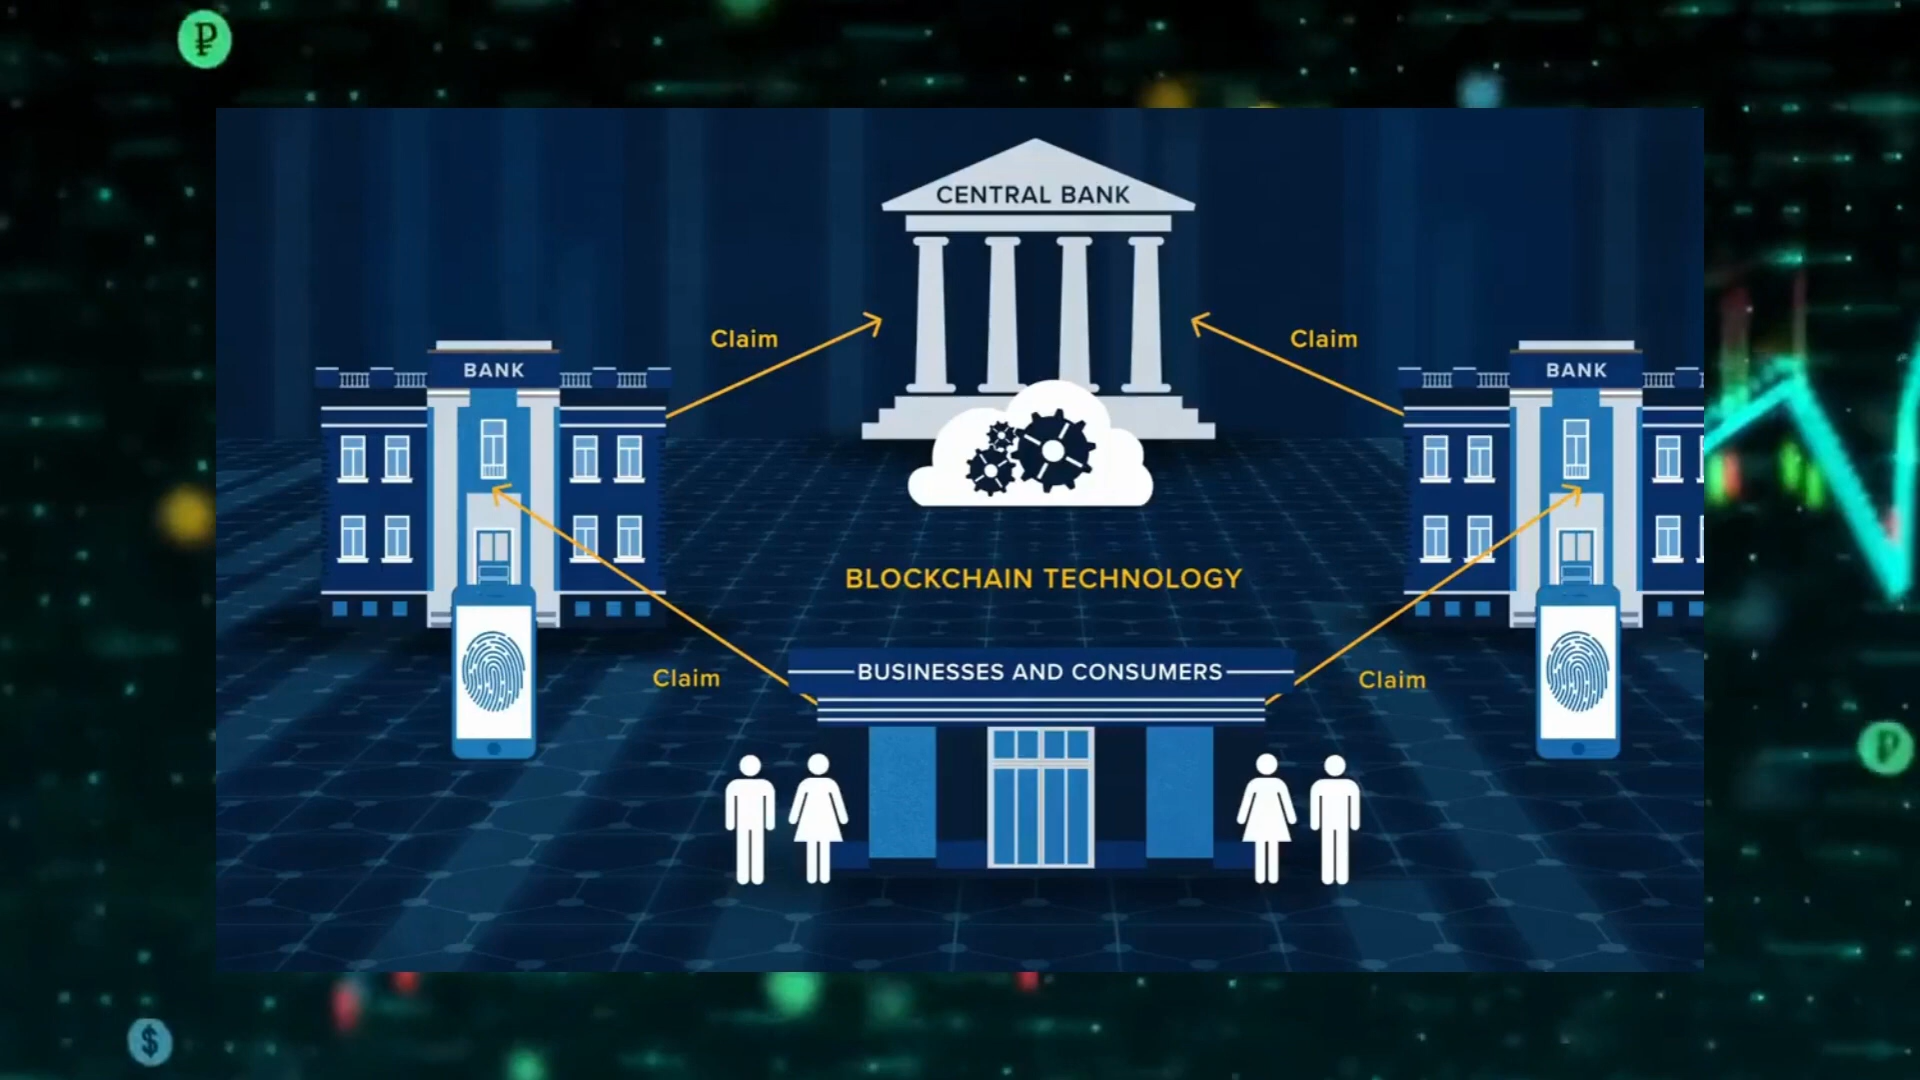 ₽
CENTRAL BANK
Claim
Claim
BANK
BANK
BLOCKCHAIN TECHNOLOGY
BUSINESSES AND CONSUMERS
Claim
Claim
₽
$